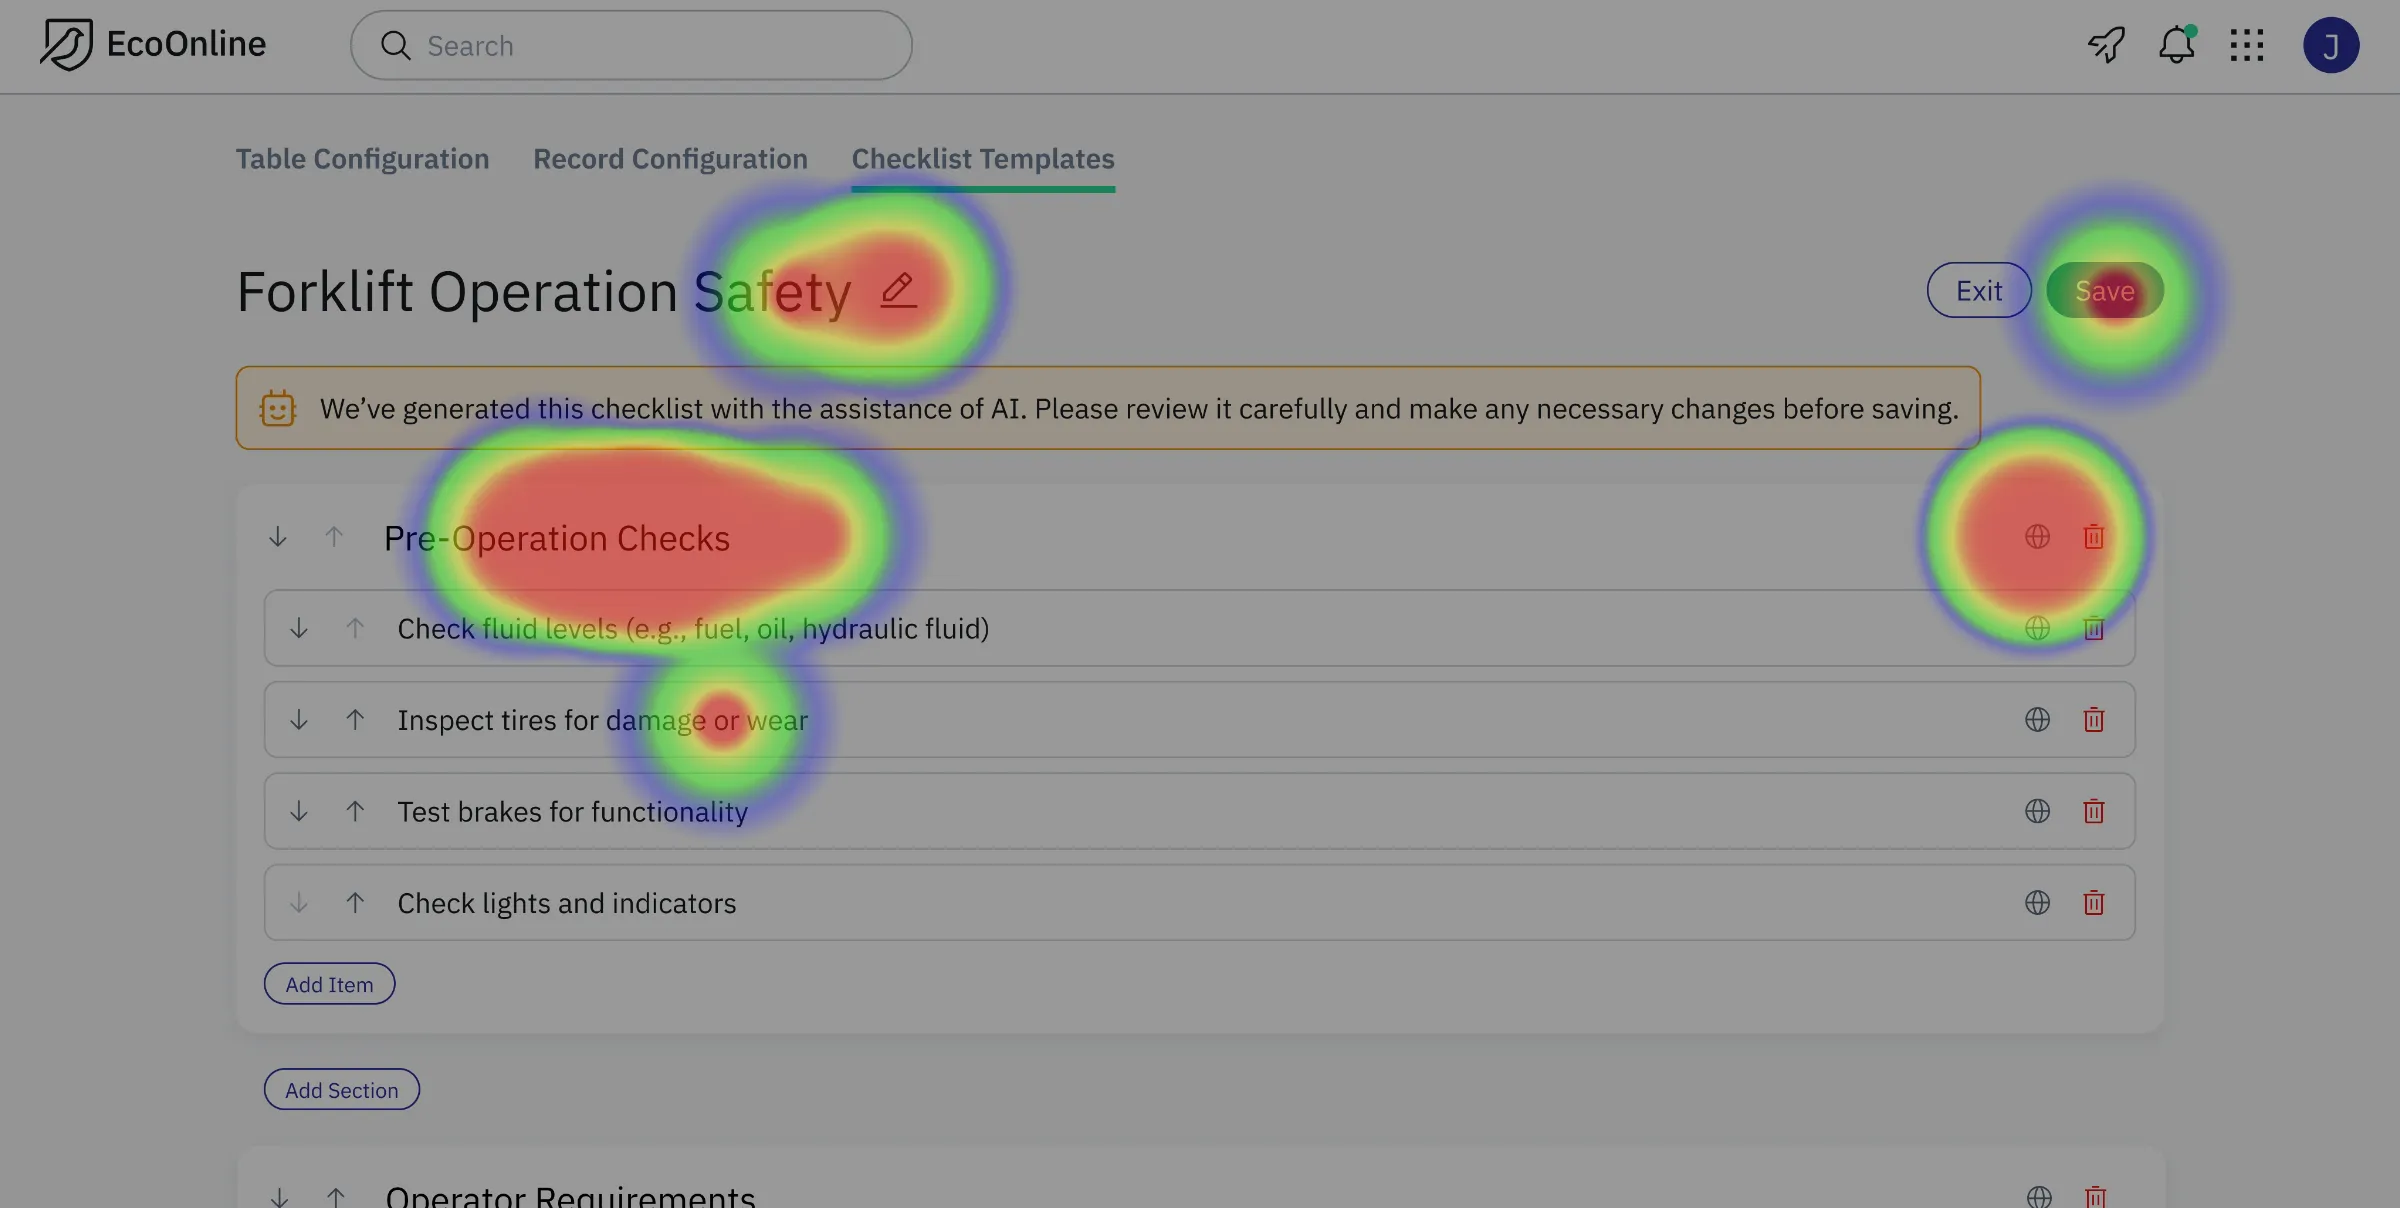 EcoOnline
Search
J
Table Configuration Record Configuration Checklist Templates
Forklift Operation Safety
Exit Save
We’ve generated this checklist with the assistance of AI. Please review it carefully and make any necessary changes before saving.
Pre-Operation Checks
Check fluid levels (e.g., fuel, oil, hydraulic fluid)
Inspect tires for damage or wear
Test brakes for functionality
Check lights and indicators
Add Item
Add Section
Operator Requirements